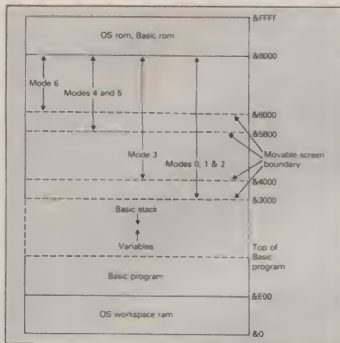 &FFFF
OS rom, Basic rom
&8000
Mode 6
Modes 4 and 5
&6000
&5800
Mode 3
Modes 0, 1 & 2
Movable screen
boundary
&4000
&3000
Basic stack
Variables
Top of
Basic
program
Basic program
&E00
OS workspace ram
&0